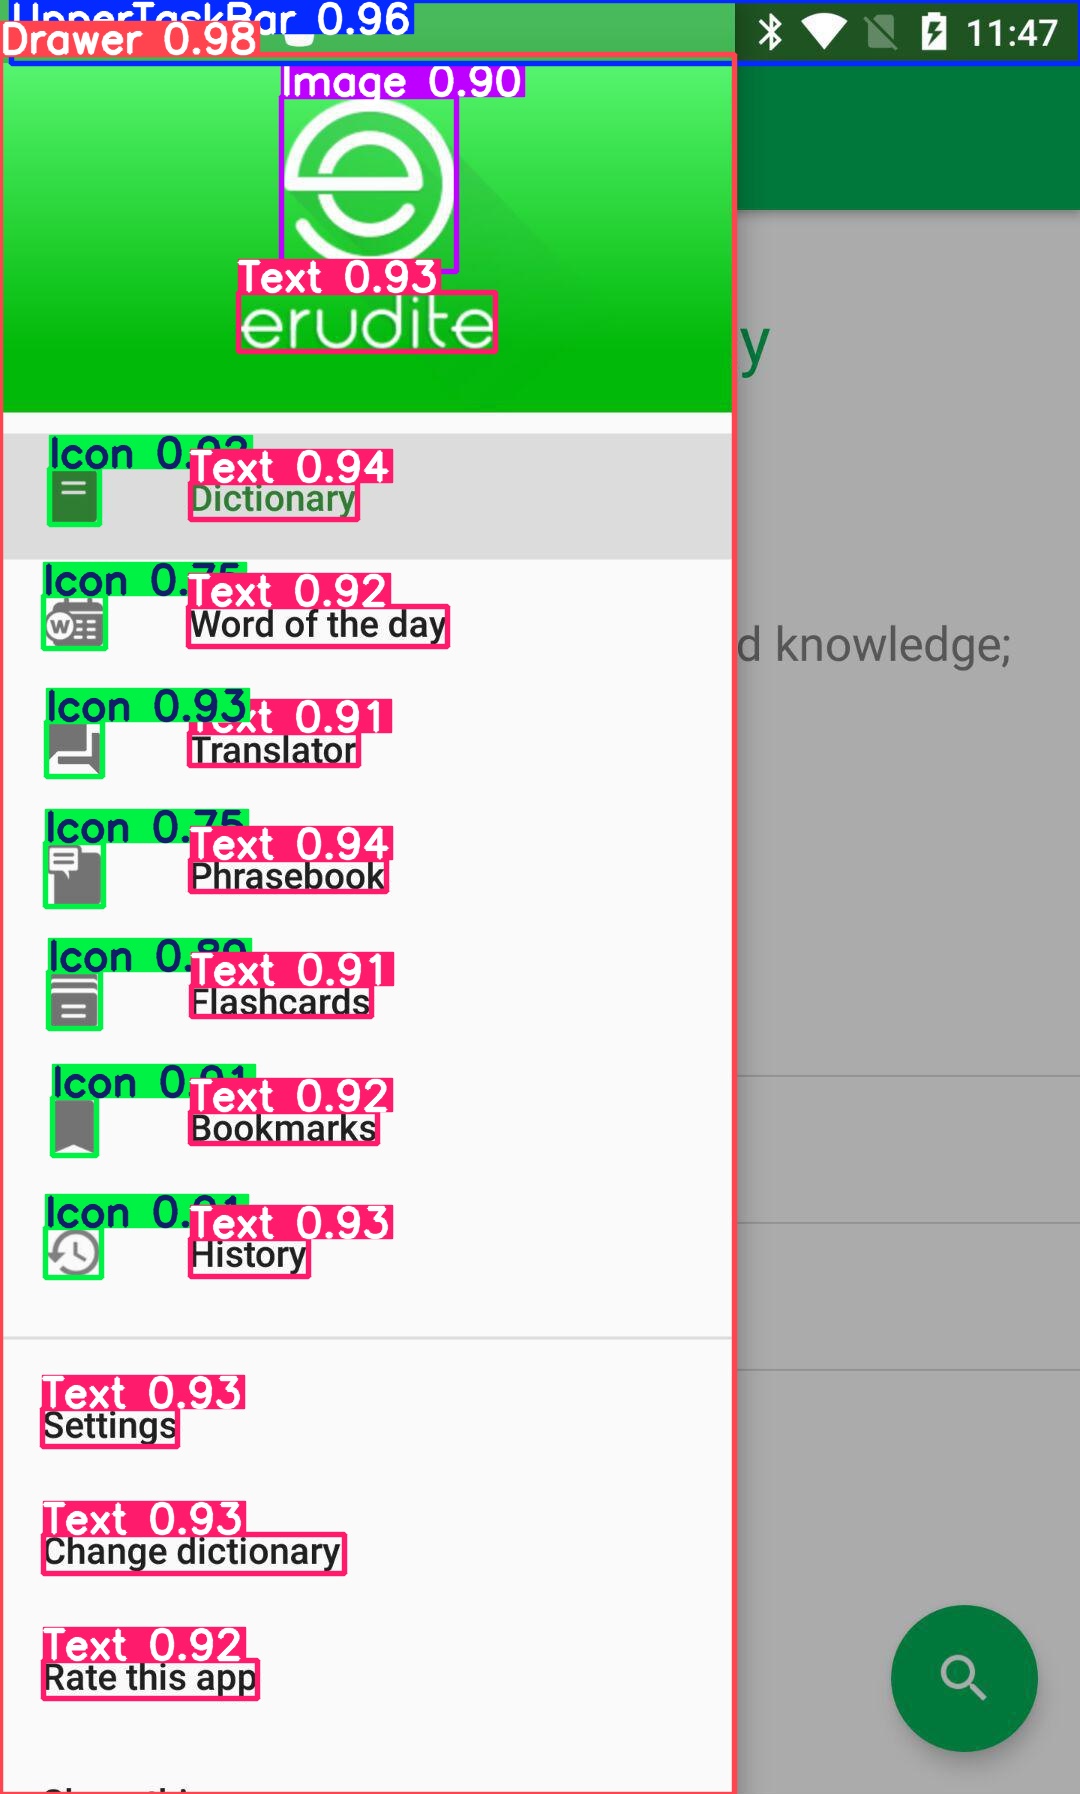 UpperTaskBar 0.96
Drawer 0.98
11:47
Image 0.90
Text 0.93
erudite
y
Icon 0.92
Text 0.94
Dictionary
Icon 0.75
Text 0.92
W
Word of the day
d knowledge;
Icon 0.93
Text 0.91
Translator
Icon 0.75
Text 0.94
Phrasebook
Text 0.91
Flashcards
Icon 0.91
Text 0.92
Bookmarks
Icon 0.91
Text 0.93
History
Text 0.93
Settings
Text 0.93
Change dictionary
Text 0.92
Rate this app